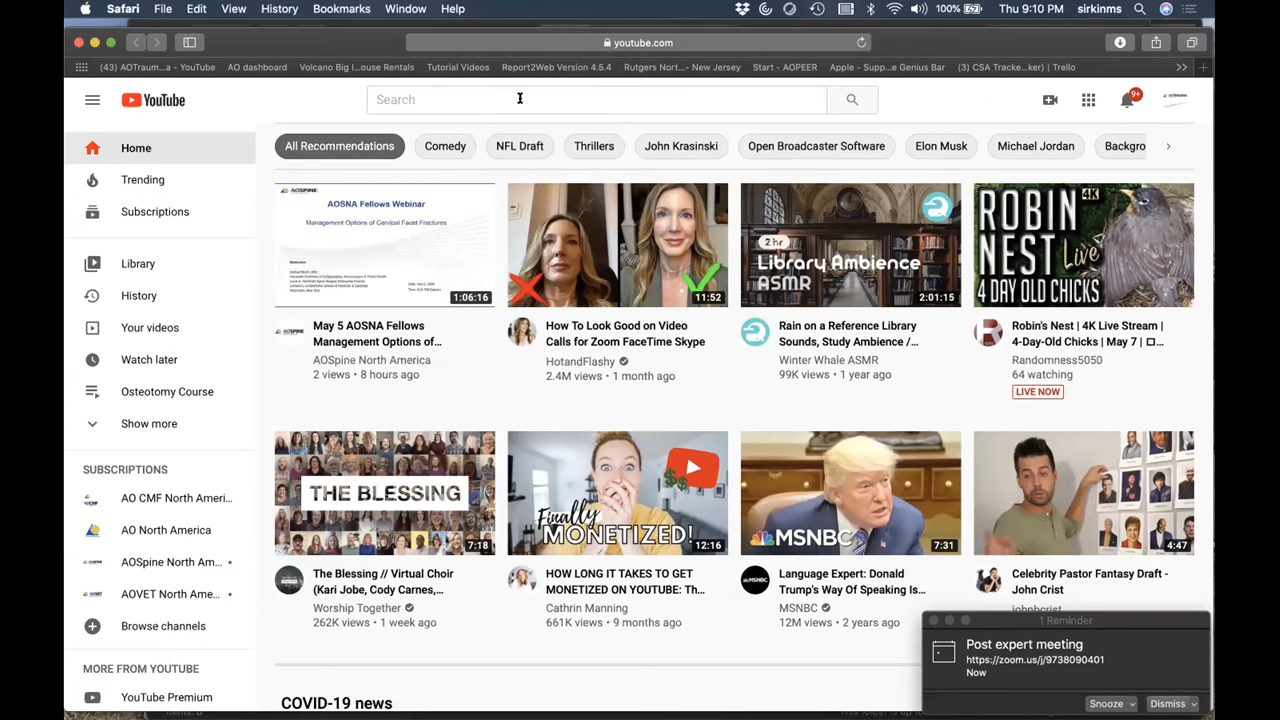 Safari File Edit View History Bookmarks Window Help 100% Thu 9:10 PM sirkinms
youtube.com
(43) AOTraum...a - YouTube AO dashboard Volcano Big I...ouse Rentals Tutorial Videos Report2Web Version 4.5.4 Rutgers Nort...- New Jersey Start - AOPEER Apple - Supp...e Genius Bar (3) CSA Tracke...ker) | Trello
YouTube Search 9+
Home
Trending
Subscriptions
Library
History
Your videos
Watch later
Osteotomy Course
Show more
SUBSCRIPTIONS
AO CMF North Ameri...
AO North America
AOSpine North Am...
AOVET North Ame...
Browse channels
MORE FROM YOUTUBE
YouTube Premium
All Recommendations Comedy NFL Draft Thrillers John Krasinski Open Broadcaster Software Elon Musk Michael Jordan Backgro
AOSPINE
AOSNA Fellows Webinar
Management Options of Cervical Facet Fractures
1:06:16
AOSPINE
May 5 AOSNA Fellows
Management Options of...
AOSpine North America
2 views • 8 hours ago
11:52
How To Look Good on Video
Calls for Zoom FaceTime Skype
HotandFlashy
2.4M views • 1 month ago
2 hr
Library Ambience
ASMR
2:01:15
Rain on a Reference Library
Sounds, Study Ambience /...
Winter Whale ASMR
99K views • 1 year ago
ROBIN 4K
NEST Live
4 DAY OLD CHICKS
Robin's Nest | 4K Live Stream |
4-Day-Old Chicks | May 7 | □...
Randomness5050
64 watching
LIVE NOW
THE BLESSING
7:18
The Blessing // Virtual Choir
(Kari Jobe, Cody Carnes,...
Worship Together
262K views • 1 week ago
Finally
MONETIZED!
12:16
HOW LONG IT TAKES TO GET
MONETIZED ON YOUTUBE: Th...
Cathrin Manning
661K views • 9 months ago
MSNBC
7:31
Language Expert: Donald
Trump's Way Of Speaking Is...
MSNBC
12M views • 2 years ago
4:47
Celebrity Pastor Fantasy Draft -
John Crist
johnbcrist
COVID-19 news
1 Reminder
Post expert meeting
https://zoom.us/j/9738090401
Now
Snooze Dismiss